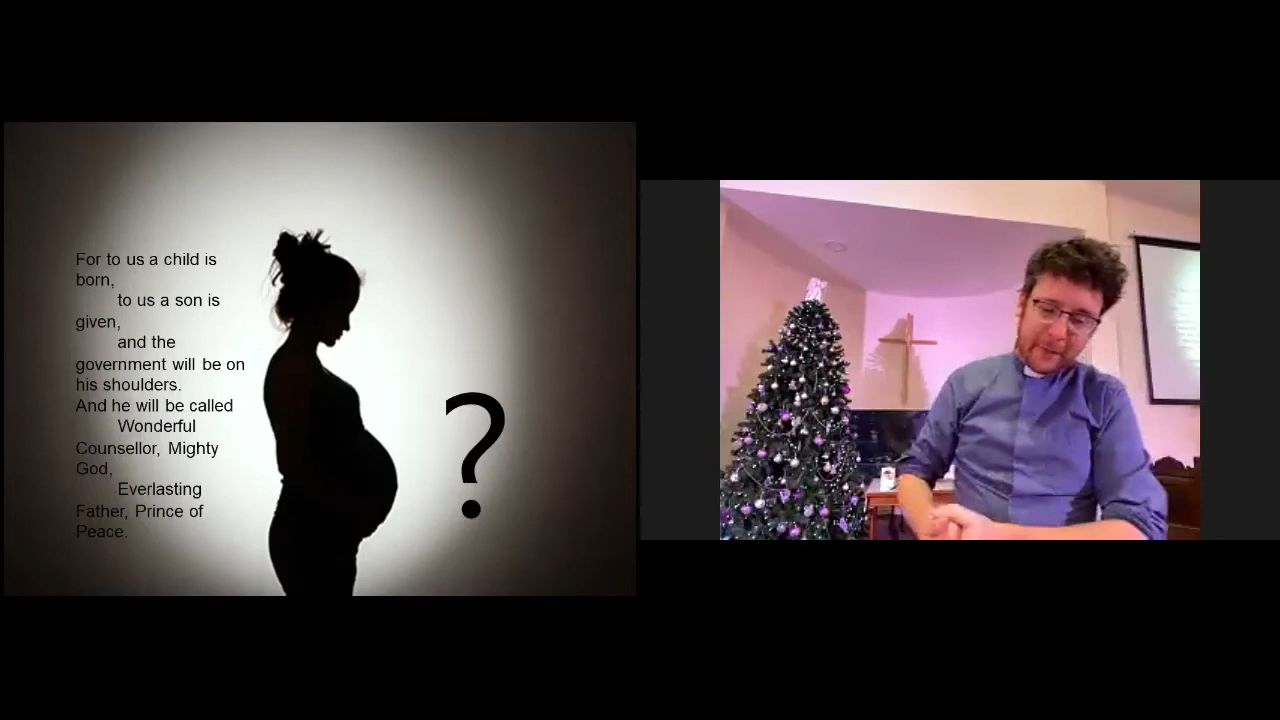 For to us a child is
born,
to us a son is
given,
and the
government will be on
his shoulders.
And he will be called
Wonderful
Counsellor, Mighty
God,
Everlasting
Father, Prince of
Peace.
?